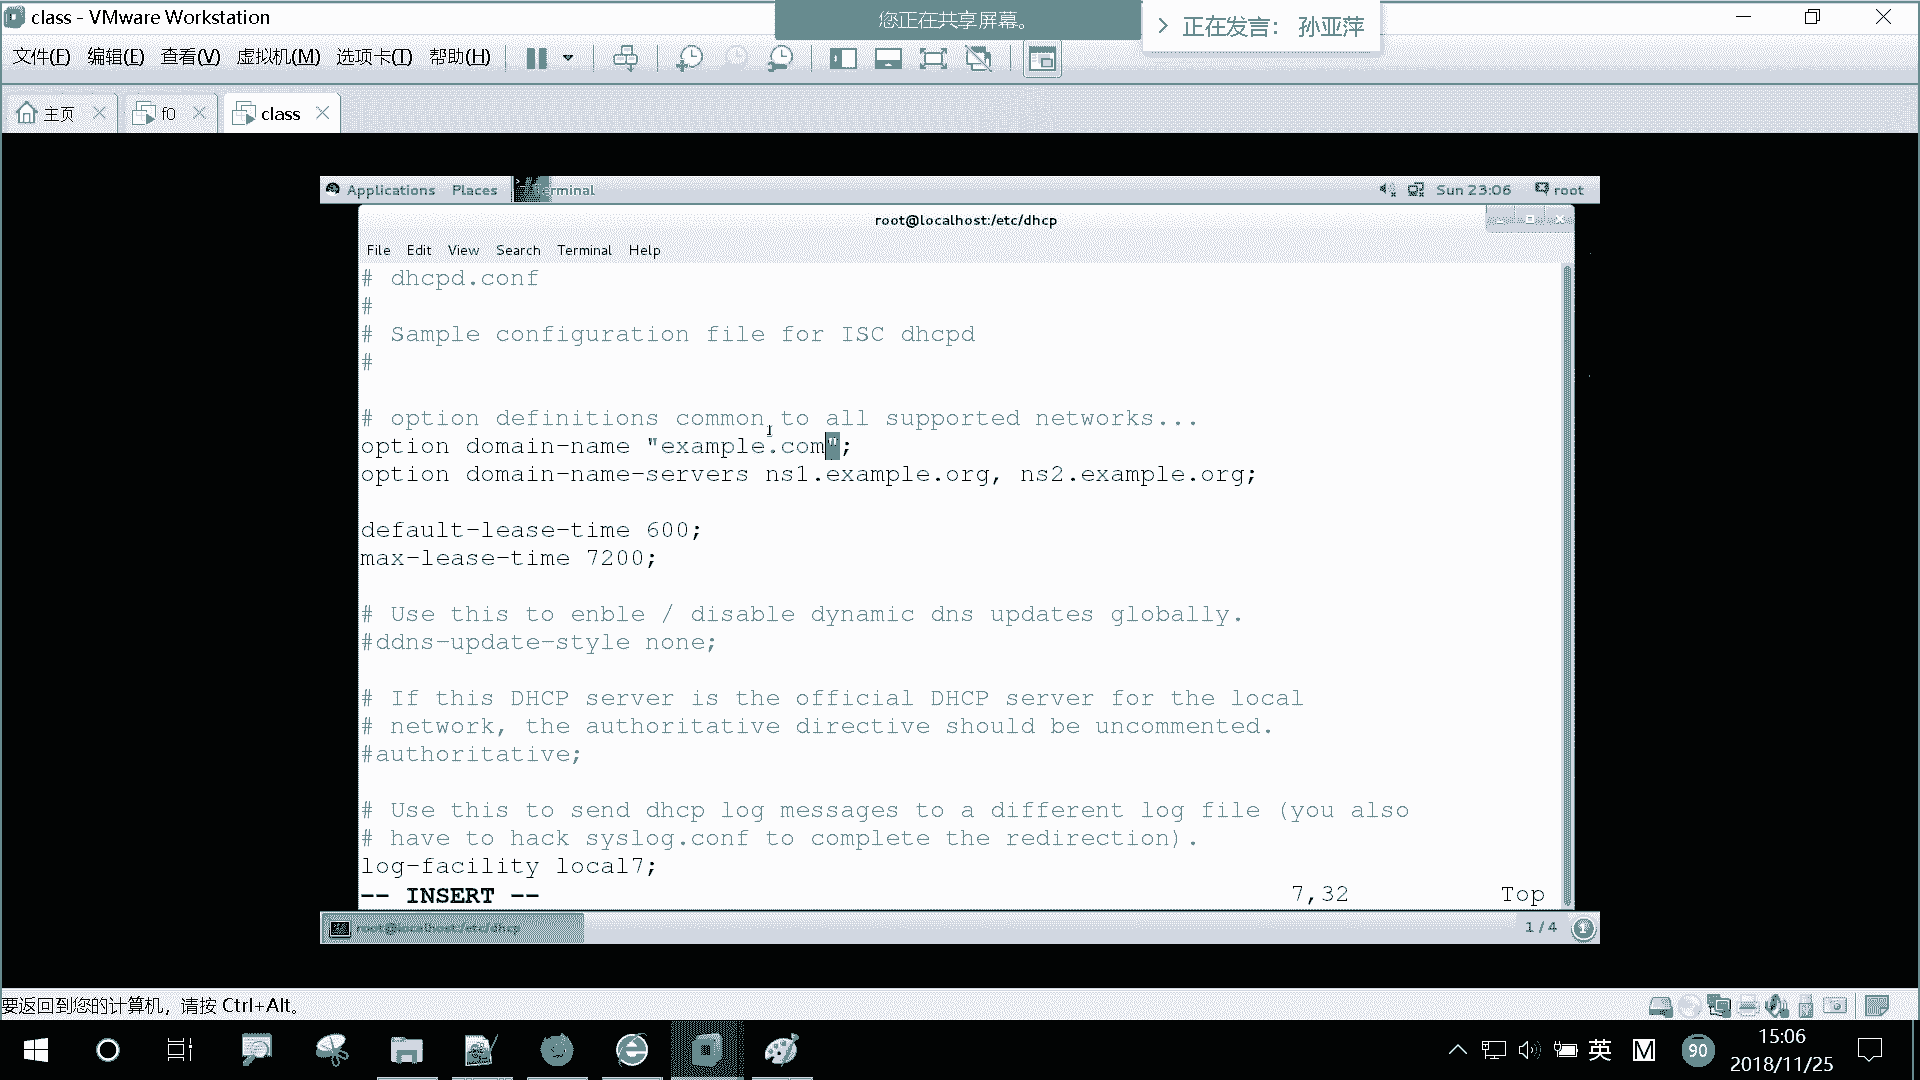 class - VMware Workstation
您正在共享屏幕。
正在发言： 孙亚萍
文件(F) 编辑(E) 查看(V) 虚拟机(M) 选项卡(T) 帮助(H)
主页
f0
class
Applications Places Terminal
Sun 23:06 root
root@localhost:/etc/dhcp
File Edit View Search Terminal Help
# dhcpd.conf
#
# Sample configuration file for ISC dhcpd
#
# option definitions common to all supported networks...
option domain-name "example.com";
option domain-name-servers ns1.example.org, ns2.example.org;
default-lease-time 600;
max-lease-time 7200;
# Use this to enble / disable dynamic dns updates globally.
#ddns-update-style none;
# If this DHCP server is the official DHCP server for the local
# network, the authoritative directive should be uncommented.
#authoritative;
# Use this to send dhcp log messages to a different log file (you also
# have to hack syslog.conf to complete the redirection).
log-facility local7;
-- INSERT -- 7,32 Top
root@localhost:/etc/dhcp
1 / 4
1
要返回到您的计算机，请按 Ctrl+Alt。
英
M
90
15:06
2018/11/25